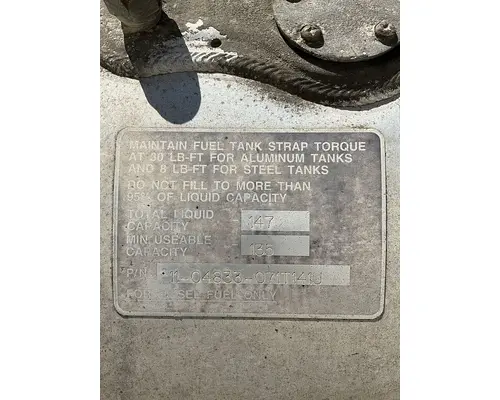 MAINTAIN FUEL TANK STRAP TORQUE
AT 30 LB-FT FOR ALUMINUM TANKS
AND 8 LB-FT FOR STEEL TANKS
DO NOT FILL TO MORE THAN
95% OF LIQUID CAPACITY
TOTAL LIQUID
CAPACITY 147
MIN. USEABLE
CAPACITY 135
P/N
FOR DIESEL FUEL ONLY